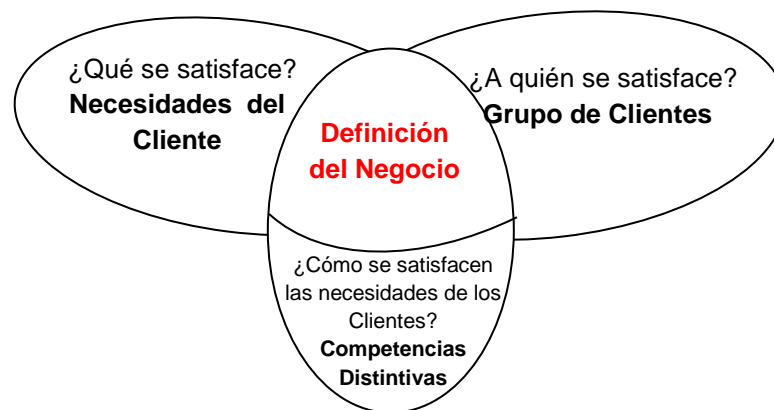 ¿Qué se satisface?
Necesidades del
Cliente
¿A quién se satisface?
Grupo de Clientes
Definición
del Negocio
¿Cómo se satisfacen
las necesidades de los
Clientes?
Competencias
Distintivas